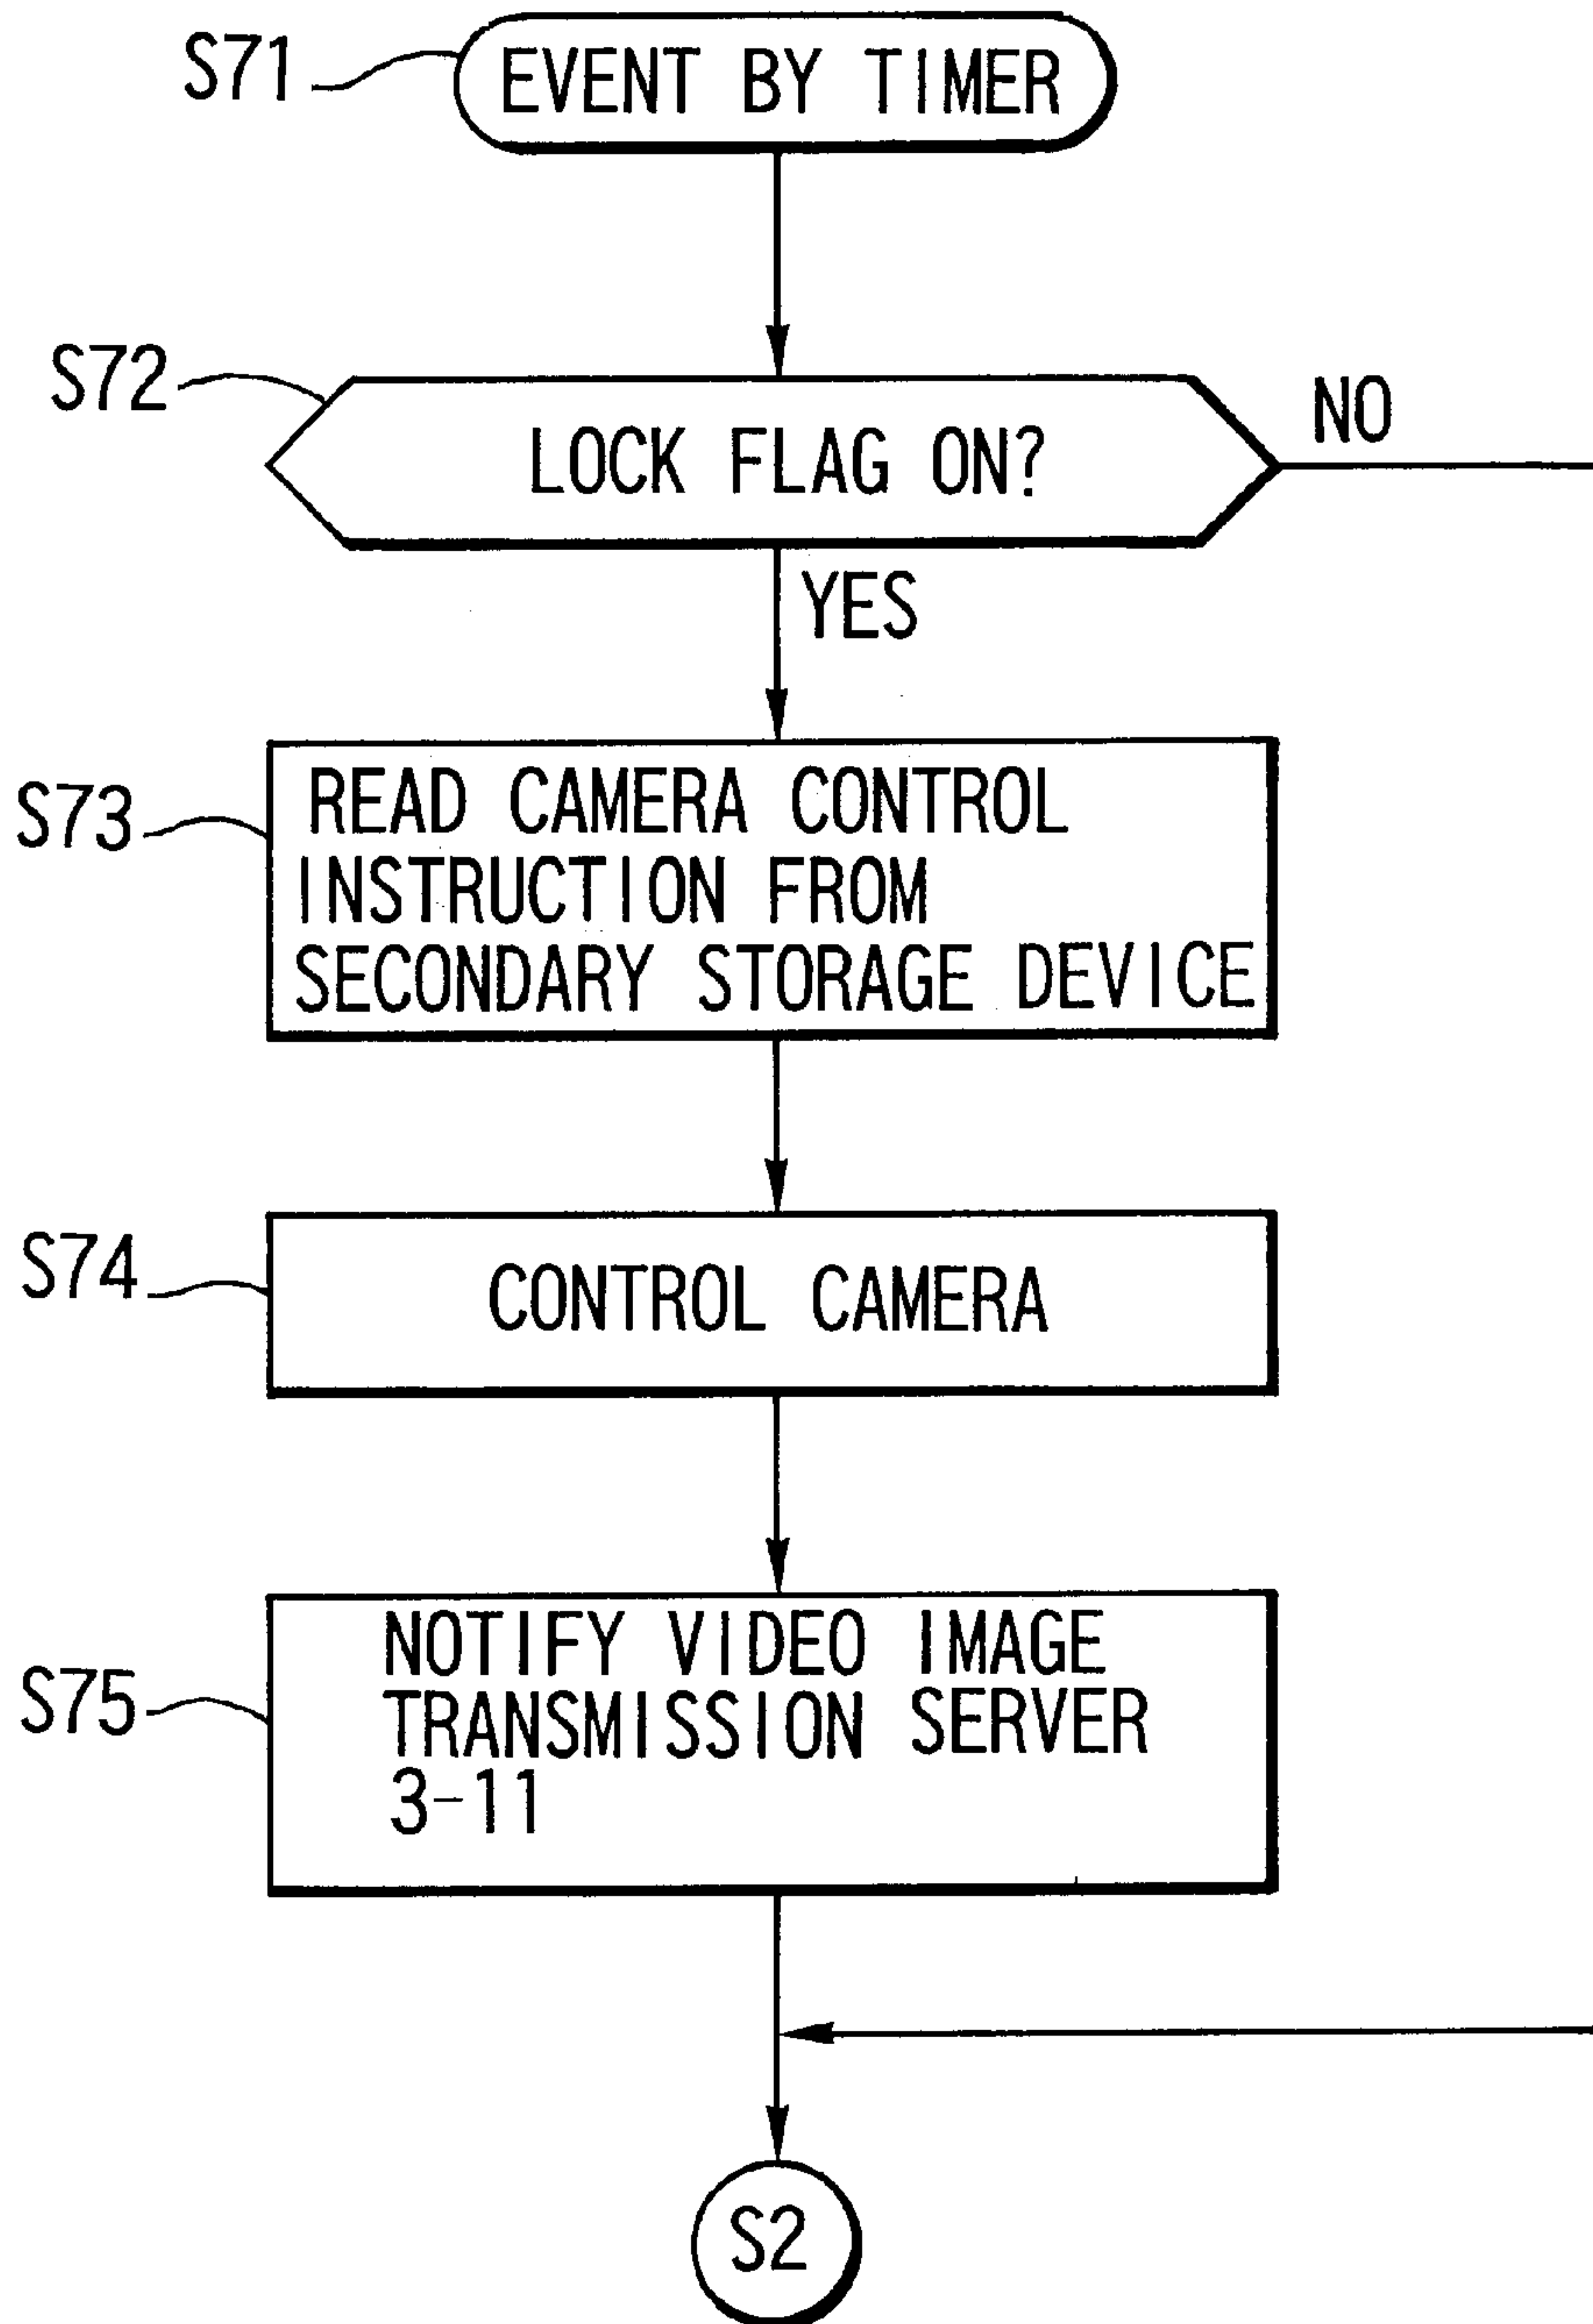 S71
EVENT BY TIMER
S72
LOCK FLAG ON?
NO
YES
S73
READ CAMERA CONTROL
INSTRUCTION FROM
SECONDARY STORAGE DEVICE
S74
CONTROL CAMERA
S75
NOTIFY VIDEO IMAGE
TRANSMISSION SERVER
3-11
S2